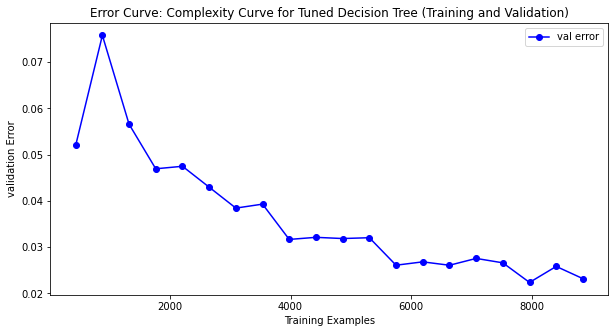 Error Curve: Complexity Curve for Tuned Decision Tree (Training and Validation)
val error
0.07
0.06
0.05
0.04
0.03
0.02
validation Error
2000
4000
6000
8000
Training Examples